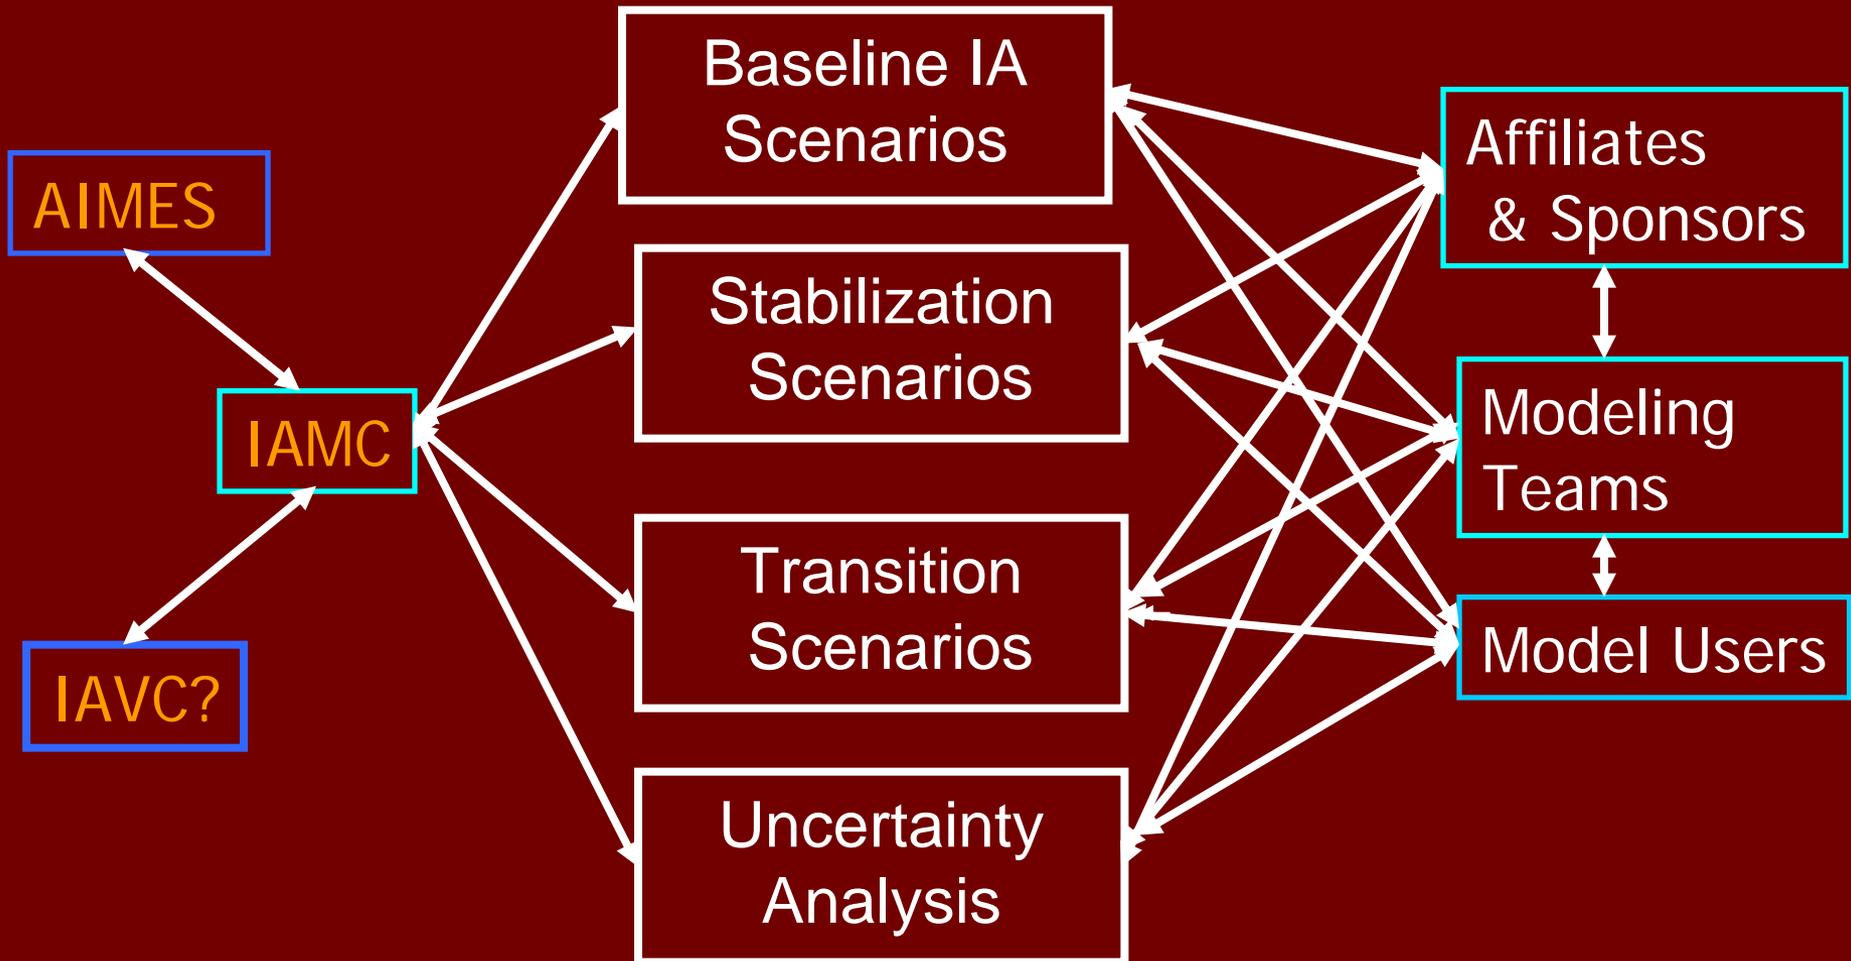 AIMES
IAMC
IAVC?
Baseline IA
Scenarios
Stabilization
Scenarios
Transition
Scenarios
Uncertainty
Analysis
Affiliates
& Sponsors
Modeling
Teams
Model Users